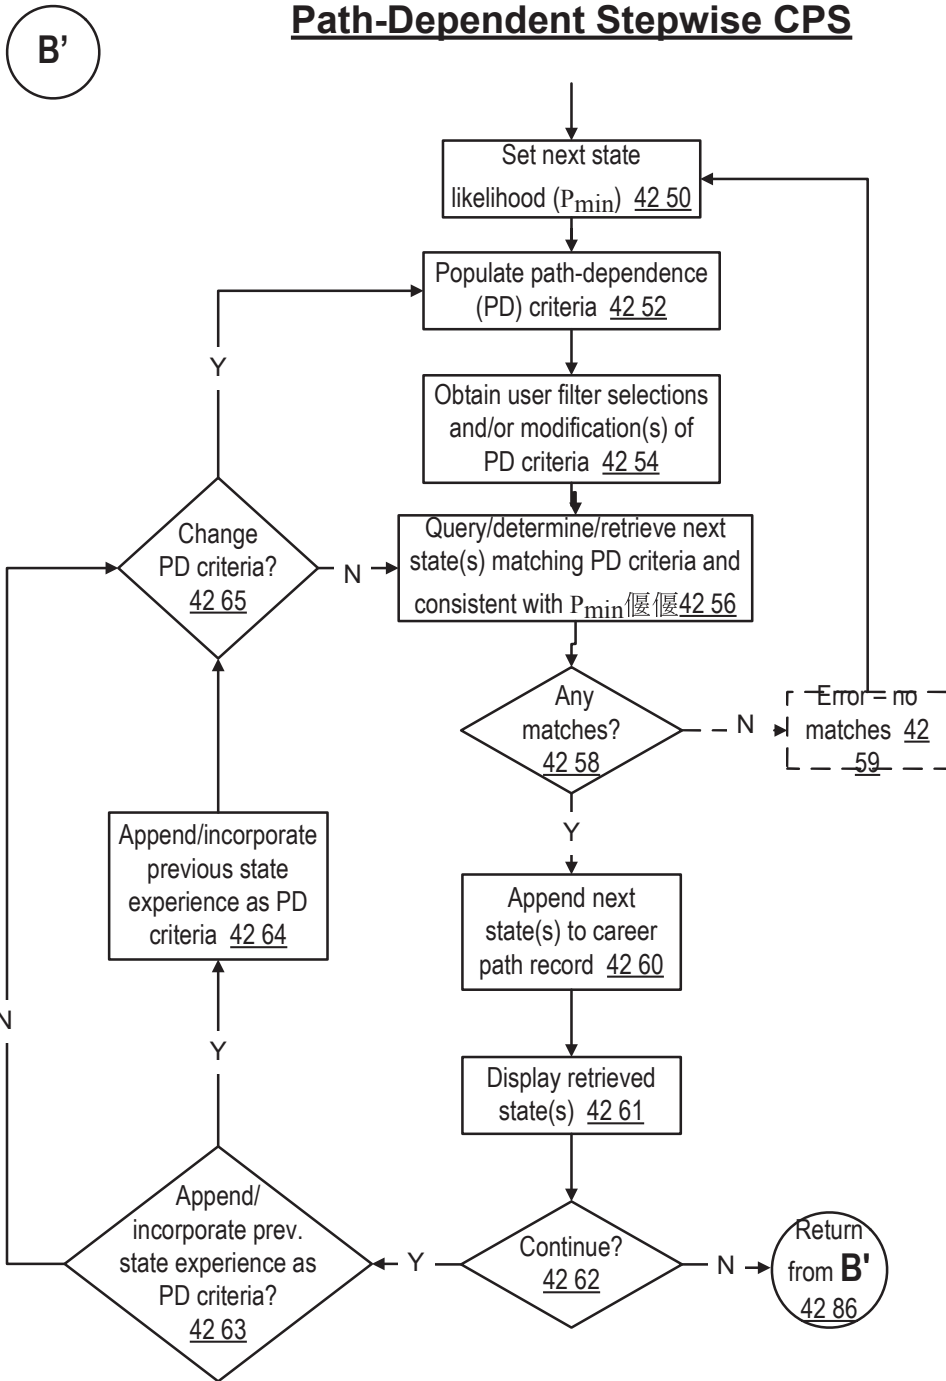 Path-Dependent Stepwise CPS
B’
Set next state
likelihood (Pmin) 42 50
Populate path-dependence
(PD) criteria 42 52
Y
Obtain user filter selections
and/or modification(s) of
PD criteria 42 54
Change
PD criteria?
42 65
N
Query/determine/retrieve next
state(s) matching PD criteria and
consistent with Pmin偃偃42 56
Any
matches?
42 58
N
Error – no
matches 42
59
Y
Append/incorporate
previous state
experience as PD
criteria 42 64
Append next
state(s) to career
path record 42 60
N
Y
Display retrieved
state(s) 42 61
Append/
incorporate prev.
state experience as
PD criteria?
42 63
Y
Continue?
42 62
N
Return
from B'
42 86